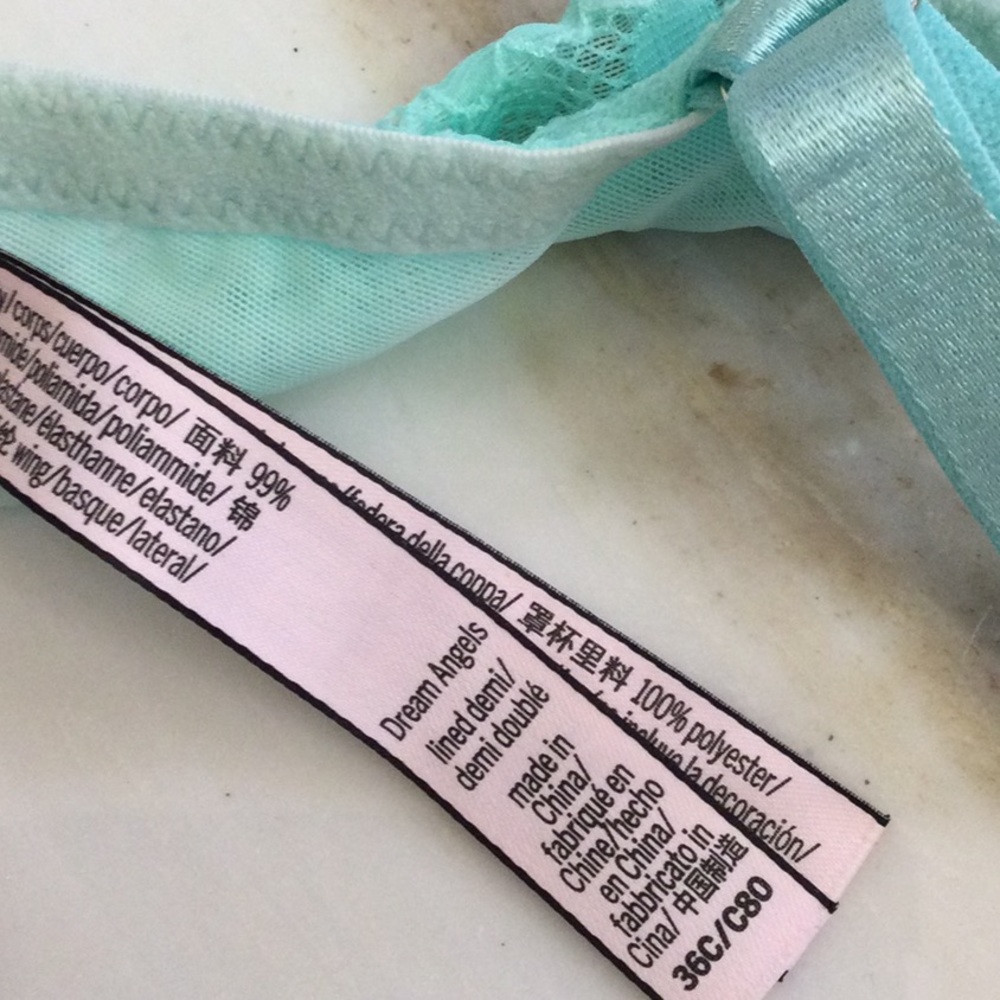 corps/cuerpo/corpo/ 面料 99%
/poliamida/poliammide/ 锦
/élasthanne/elastano/
wing/basque/lateral/
Dream Angels
lined demi/
demi doublé
made in
China/
fabriqué en
Chine/hecho
en China/
fabbricato in
Cina/ 中国制造
36C/C80
/fodera della coppa/ 罩杯里料 100% polyester/
incluye la decoración/